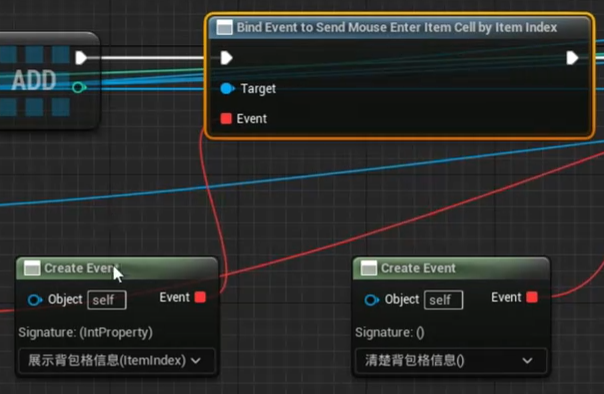 Bind Event to Send Mouse Enter Item Cell by Item Index
ADD
Target
Event
Create Event
Object self Event
Signature: (IntProperty)
展示背包格信息(ItemIndex)
Create Event
Object self Event
Signature: ()
清楚背包格信息()